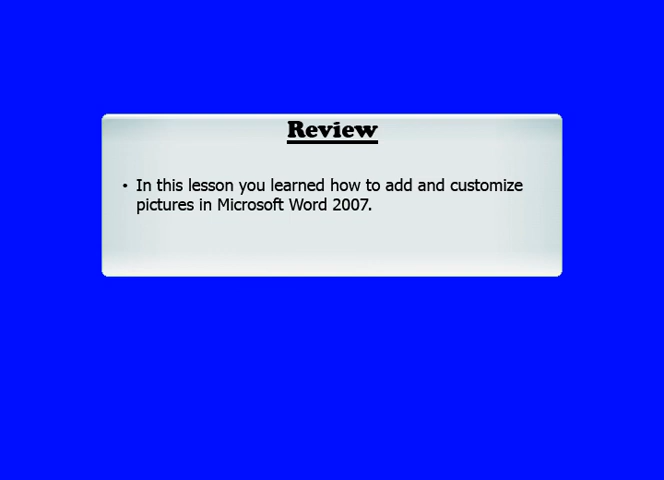 Review
• In this lesson you learned how to add and customize
pictures in Microsoft Word 2007.